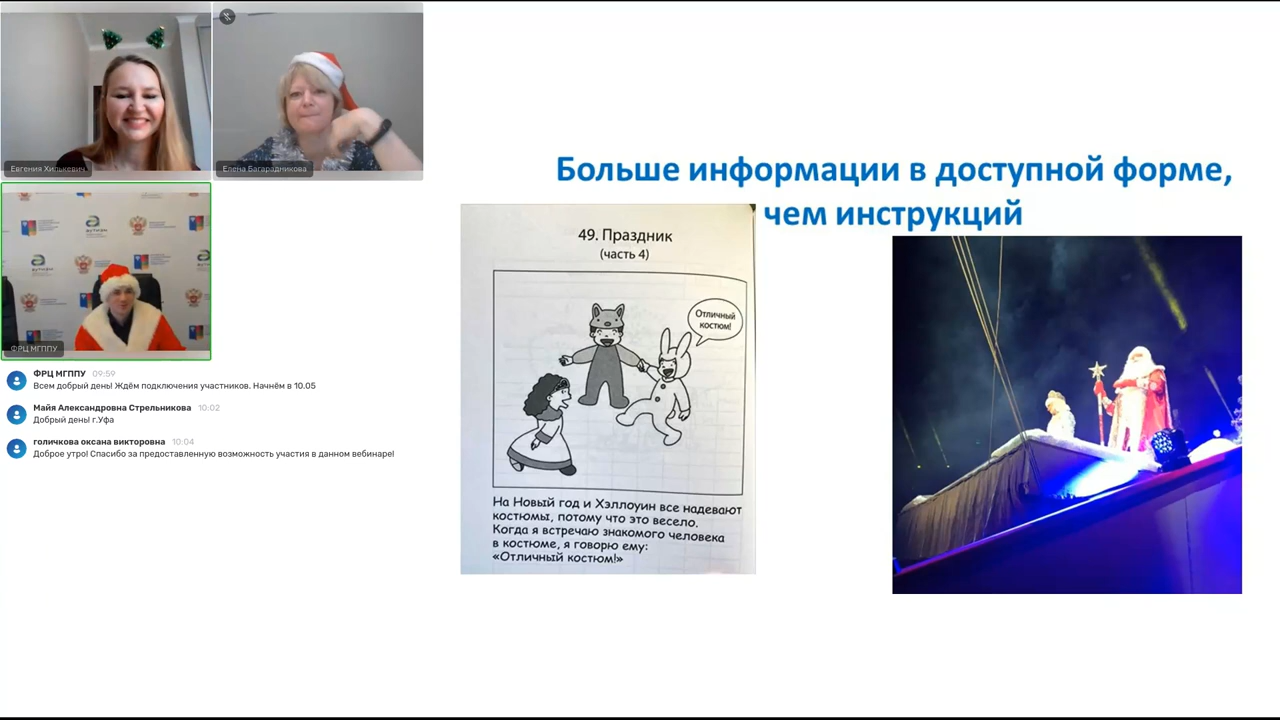 Евгения Хилькевич
Елена Багарадникова
ФРЦ МГППУ
ФРЦ МГППУ 09:59
Всем добрый день! Ждём подключения участников. Начнём в 10.05
Майя Александровна Стрельникова 10:02
Добрый день! г.Уфа
голичкова оксана викторовна 10:04
Доброе утро! Спасибо за предоставленную возможность участия в данном вебинаре!
Больше информации в доступной форме,
чем инструкций
49. Праздник
(часть 4)
Отличный
костюм!
На Новый год и Хэллоуин все надевают
костюмы, потому что это весело.
Когда я встречаю знакомого человека
в костюме, я говорю ему:
«Отличный костюм!»